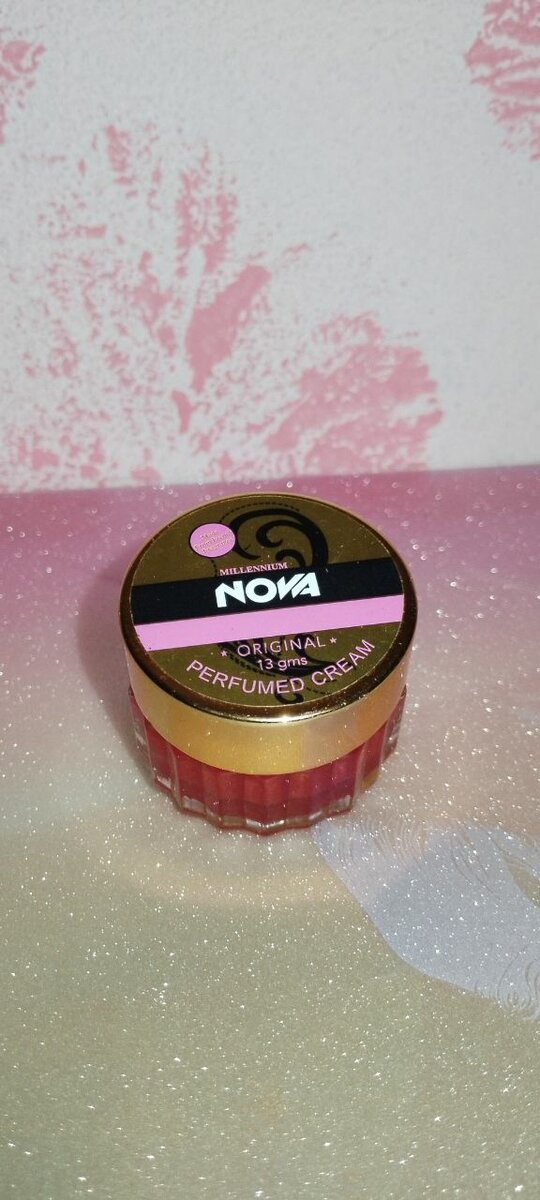 MILLENNIUM
NOVA
ORIGINAL
13 gms
PERFUMED CREAM